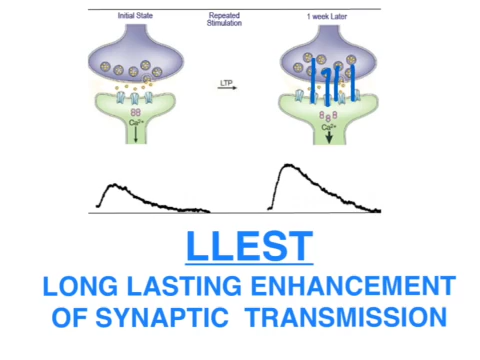 Initial State
Repeated
Stimulation
1 week Later
LTP
Ca2+
Ca2+
LLEST
LONG LASTING ENHANCEMENT
OF SYNAPTIC TRANSMISSION